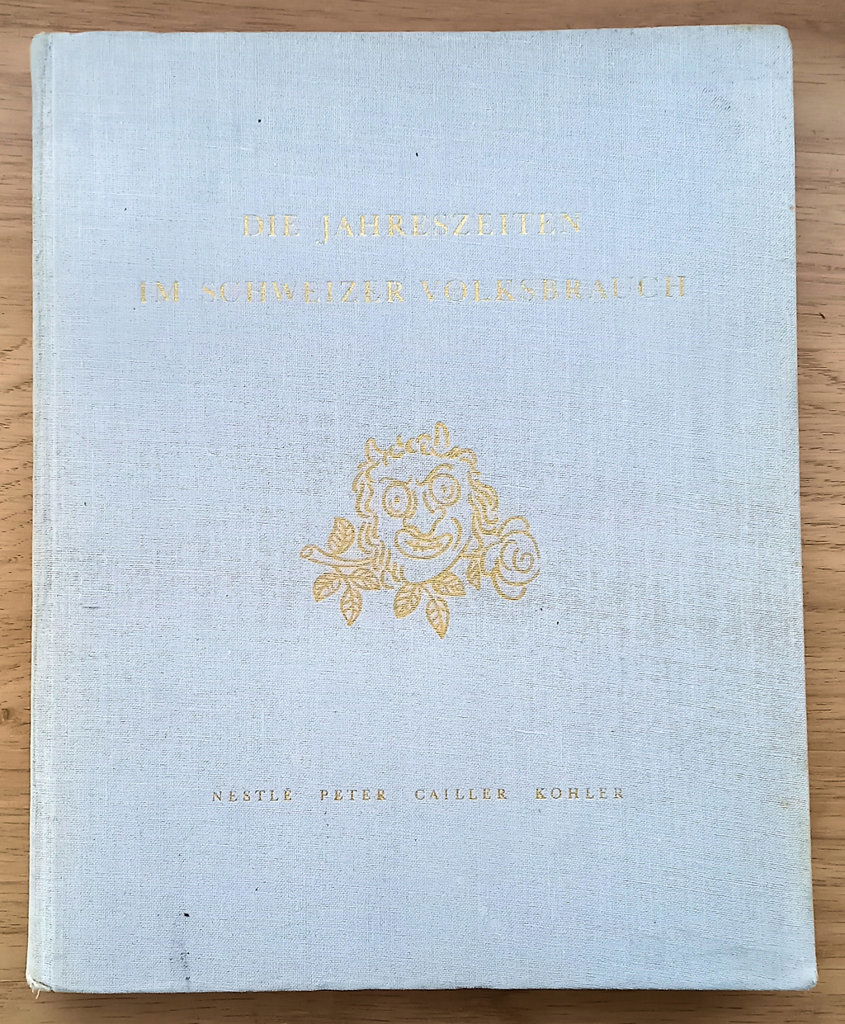 DIE JAHRESZEITEN
IM SCHWEIZER VOLKSBRAUCH
NESTLÉ PETER CAILLER KOHLER